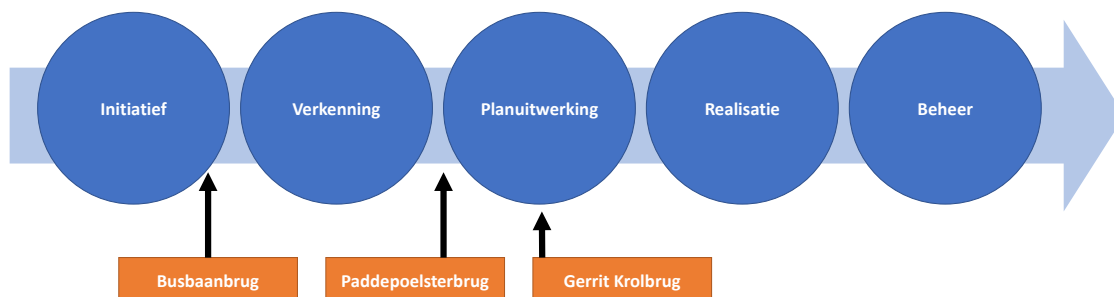 Initiatief
Verkenning
Planuitwerking
Realisatie
Beheer
Busbaanbrug
Paddepoelsterbrug
Gerrit Krolbrug